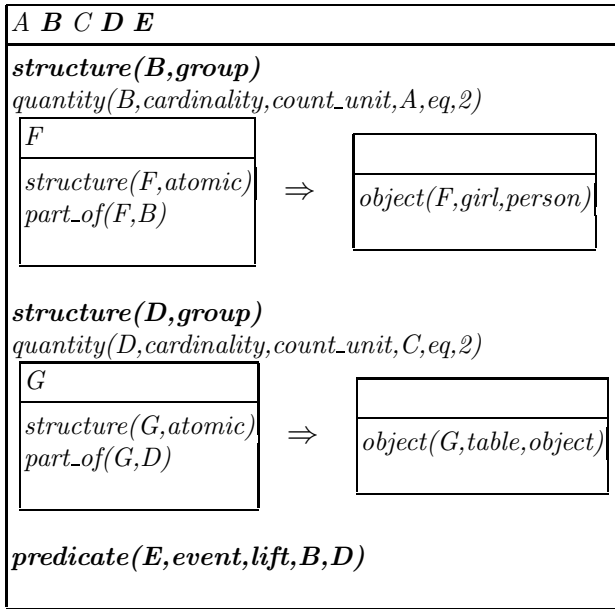 A B C D E
structure(B,group)
quantity(B,cardinality,count_unit,A,eq,2)
F
structure(F,atomic)
part_of(F,B)
⇒
object(F,girl,person)
structure(D,group)
quantity(D,cardinality,count_unit,C,eq,2)
G
structure(G,atomic)
part_of(G,D)
⇒
object(G,table,object)
predicate(E,event,lift,B,D)